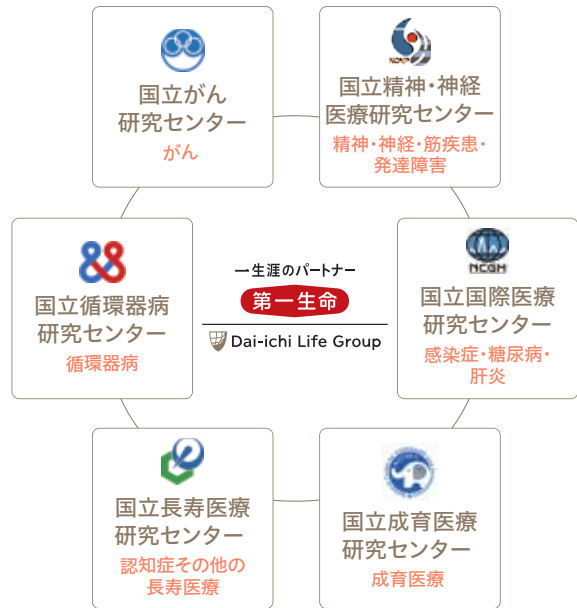 国立がん
研究センター
がん
NCNP
国立精神・神経
医療研究センター
精神・神経・筋疾患・
発達障害
国立循環器病
研究センター
循環器病
一生涯のパートナー
第一生命
Dai-ichi Life Group
NCGM
国立国際医療
研究センター
感染症・糖尿病・
肝炎
国立長寿医療
研究センター
認知症その他の
長寿医療
国立成育医療
研究センター
成育医療